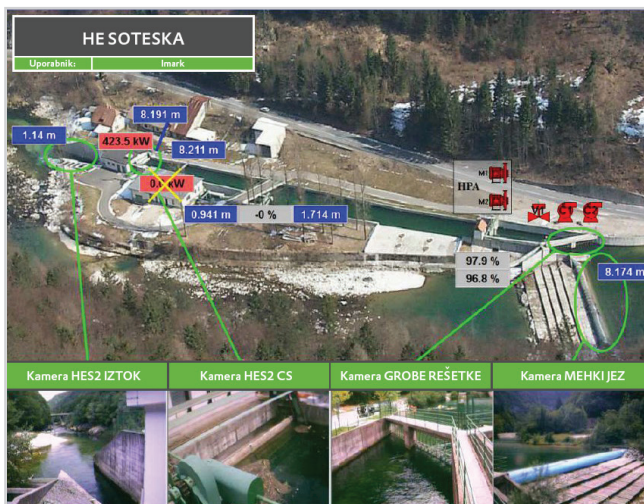 HE SOTESKA
Uporabnik: Imark
8.191 m
1.14 m
423.5 kW
8.211 m
kW
0.941 m -0 % 1.714 m
M1
HPA
M2
C1 C2
97.9 %
96.8 %
8.174 m
Kamera HES2 IZTOK Kamera HES2 CS Kamera GROBE REŠETKE Kamera MEHKI JEZ